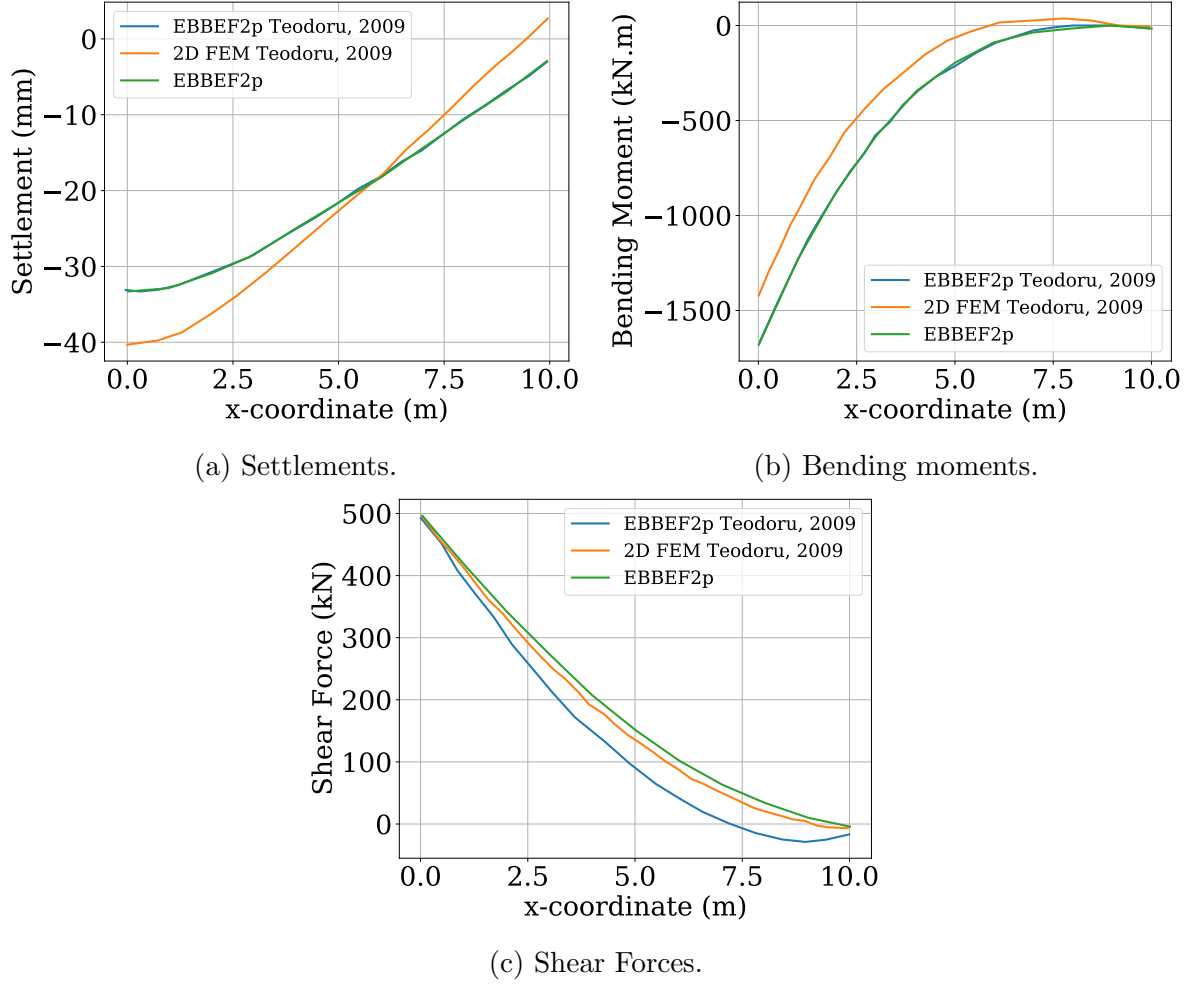 EBBEF2p Teodoru, 2009
2D FEM Teodoru, 2009
EBBEF2p
Settlement (mm)
0
−10
−20
−30
−40
0.0 2.5 5.0 7.5 10.0
x-coordinate (m)
(a) Settlements.
Bending Moment (kN.m)
0
−500
−1000
−1500
EBBEF2p Teodoru, 2009
2D FEM Teodoru, 2009
EBBEF2p
0.0 2.5 5.0 7.5 10.0
x-coordinate (m)
(b) Bending moments.
EBBEF2p Teodoru, 2009
2D FEM Teodoru, 2009
EBBEF2p
Shear Force (kN)
500
400
300
200
100
0
0.0 2.5 5.0 7.5 10.0
x-coordinate (m)
(c) Shear Forces.